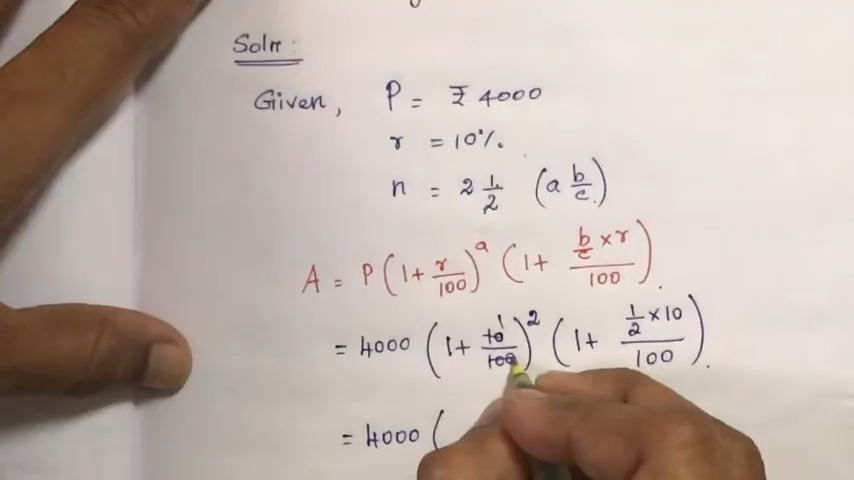 Soln:
Given, P = ₹ 4000
r = 10%.
n = 2 1/2 (a b/c)
A = P (1 + r/100)^a (1 + (b/c × r)/100).
= 4000 (1 + 10/100)^2 (1 + (1/2 × 10)/100).
= 4000 (